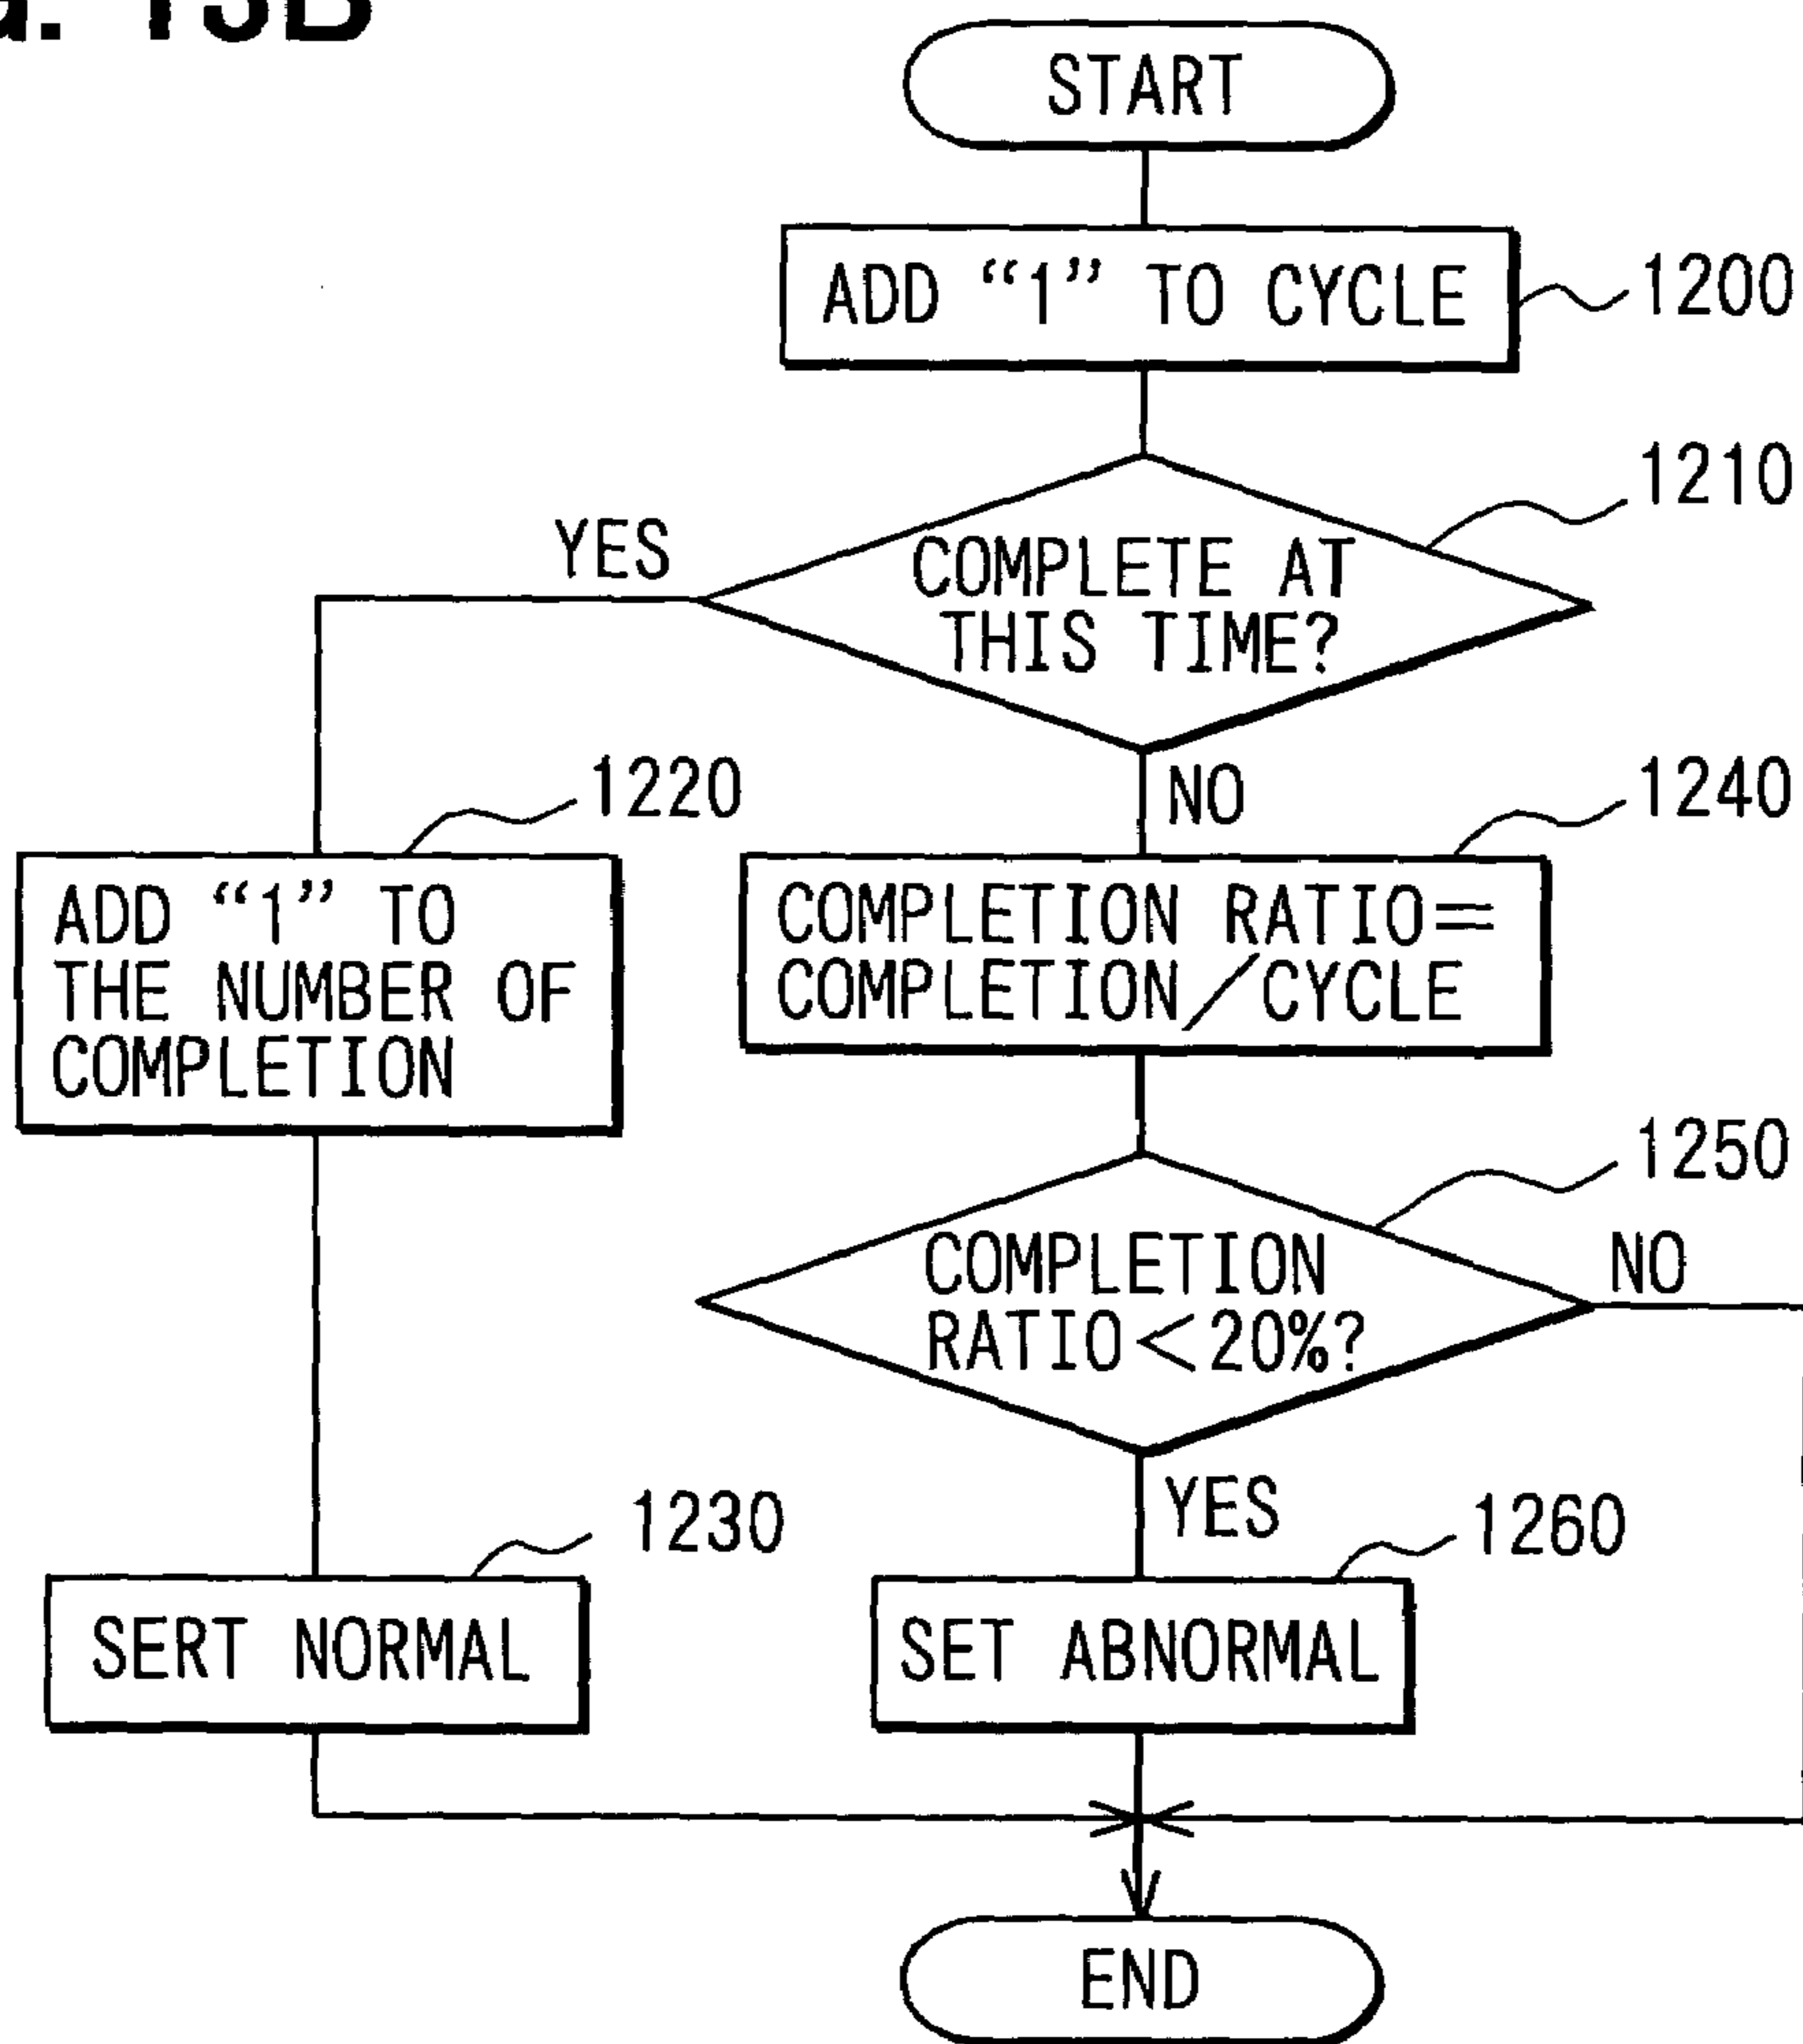 13B
START
ADD “1” TO CYCLE
1200
1210
YES
COMPLETE AT
THIS TIME?
NO
1220
1240
ADD “1” TO
THE NUMBER OF
COMPLETION
COMPLETION RATIO=
COMPLETION/CYCLE
1250
COMPLETION
RATIO<20%?
NO
YES
1230
1260
SERT NORMAL
SET ABNORMAL
END